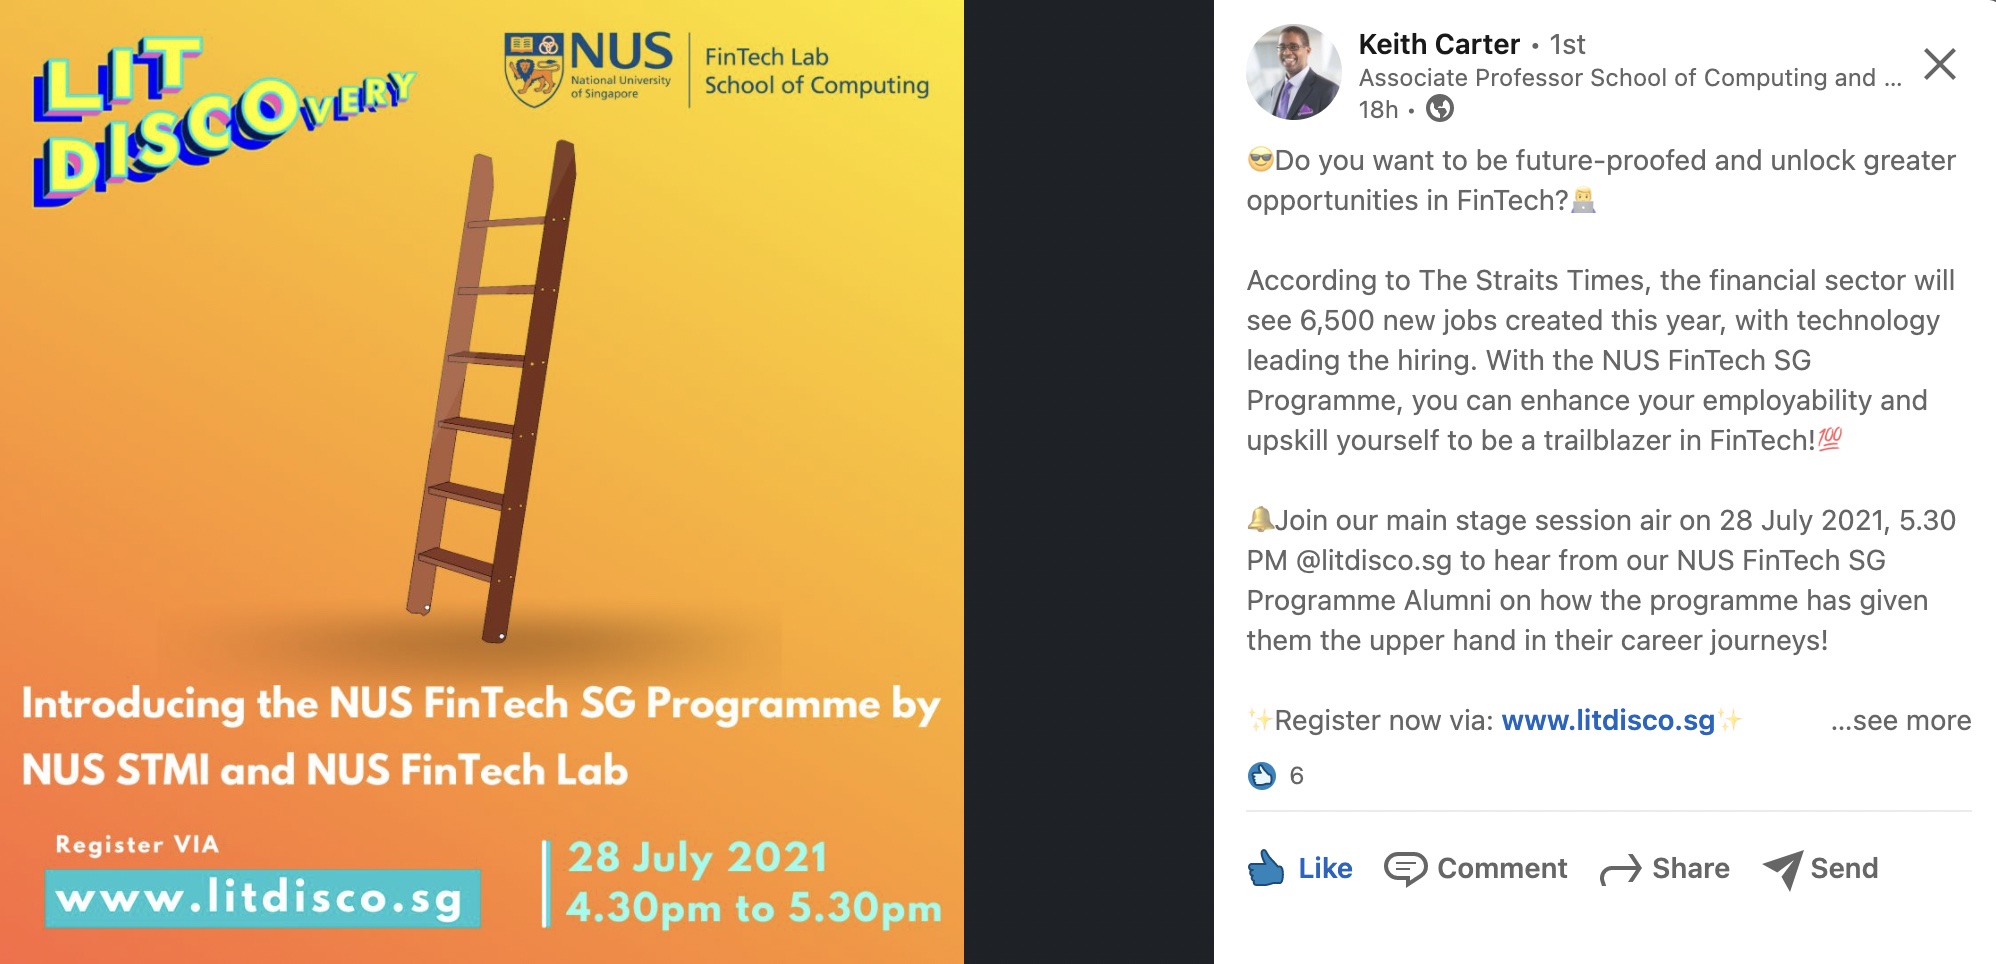 LIT
DISCOVERY
NUS
National University
of Singapore
FinTech Lab
School of Computing
Introducing the NUS FinTech SG Programme by
NUS STMI and NUS FinTech Lab
Register VIA
www.litdisco.sg
28 July 2021
4.30pm to 5.30pm
Keith Carter • 1st
Associate Professor School of Computing and ...
18h •
😎Do you want to be future-proofed and unlock greater
opportunities in FinTech?👨‍💻
According to The Straits Times, the financial sector will
see 6,500 new jobs created this year, with technology
leading the hiring. With the NUS FinTech SG
Programme, you can enhance your employability and
upskill yourself to be a trailblazer in FinTech!💯
🔔Join our main stage session air on 28 July 2021, 5.30
PM @litdisco.sg to hear from our NUS FinTech SG
Programme Alumni on how the programme has given
them the upper hand in their career journeys!
✨Register now via: www.litdisco.sg✨ ...see more
6
Like Comment Share Send